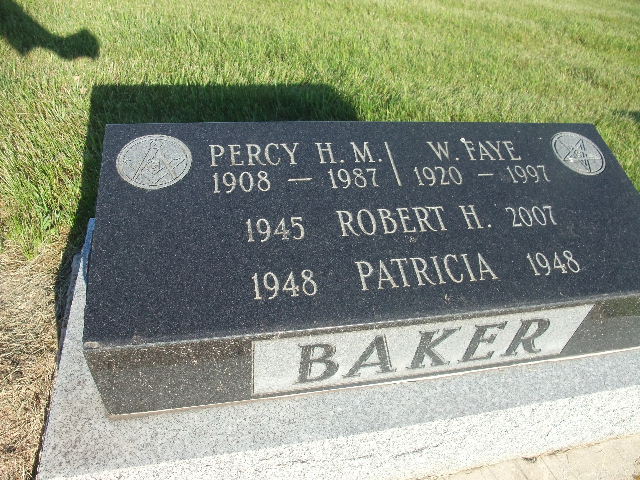 PERCY H. M. W. FAYE
1908 – 1987 1920 – 1997
1945 ROBERT H. 2007
1948 PATRICIA 1948
BAKER